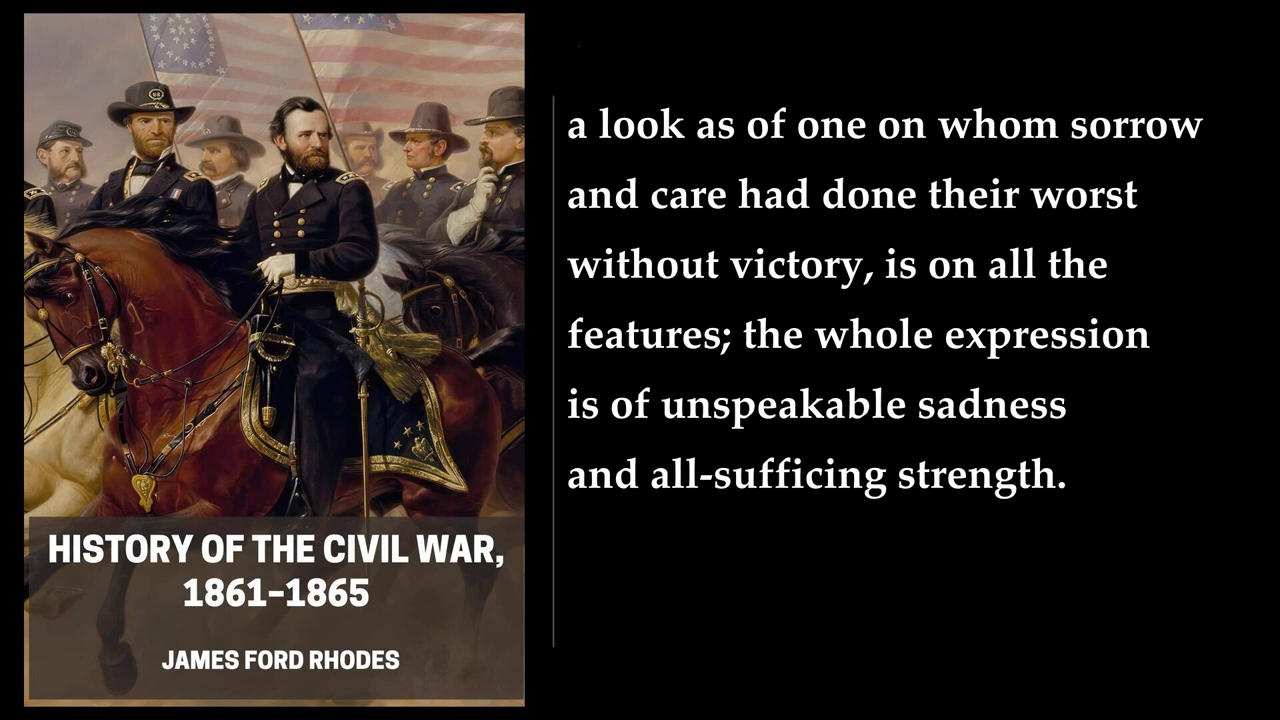 HISTORY OF THE CIVIL WAR,
1861–1865
JAMES FORD RHODES
a look as of one on whom sorrow
and care had done their worst
without victory, is on all the
features; the whole expression
is of unspeakable sadness
and all-sufficing strength.